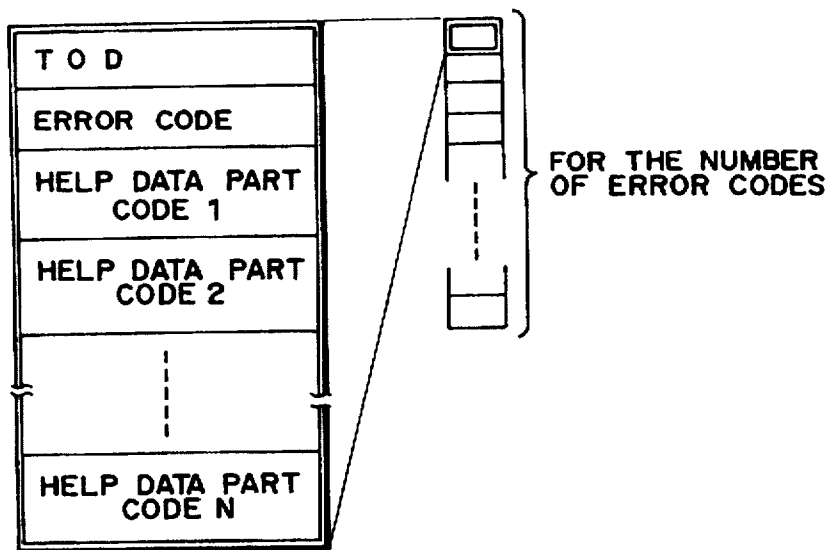 T O D
ERROR CODE
HELP DATA PART
CODE 1
HELP DATA PART
CODE 2
HELP DATA PART
CODE N
FOR THE NUMBER
OF ERROR CODES